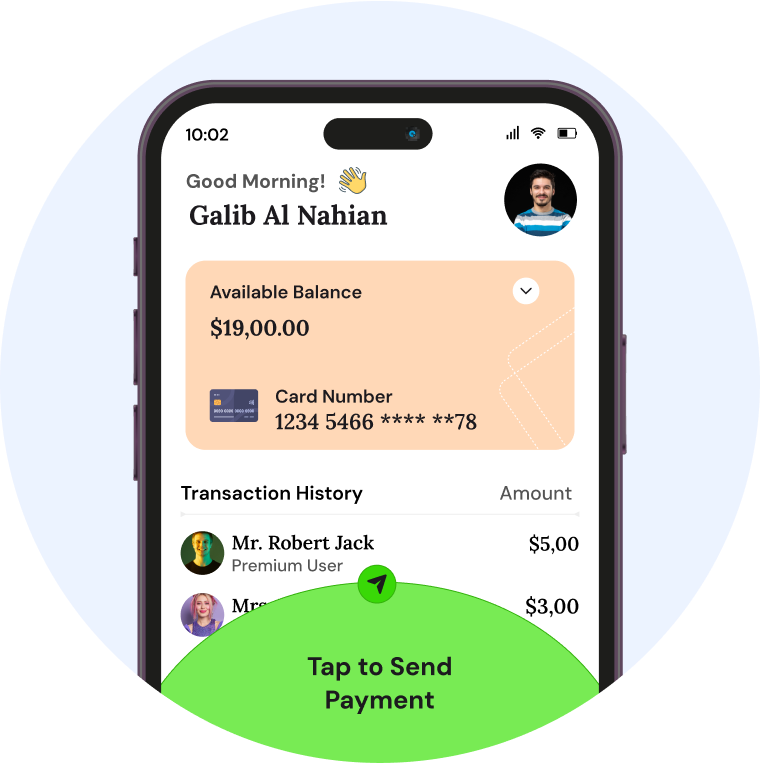 10:02
Good Morning!
Galib Al Nahian
Available Balance
$19,00.00
Card Number
1234 5466 **** **78
Transaction History Amount
Mr. Robert Jack $5,00
Premium User
$3,00
Tap to Send
Payment